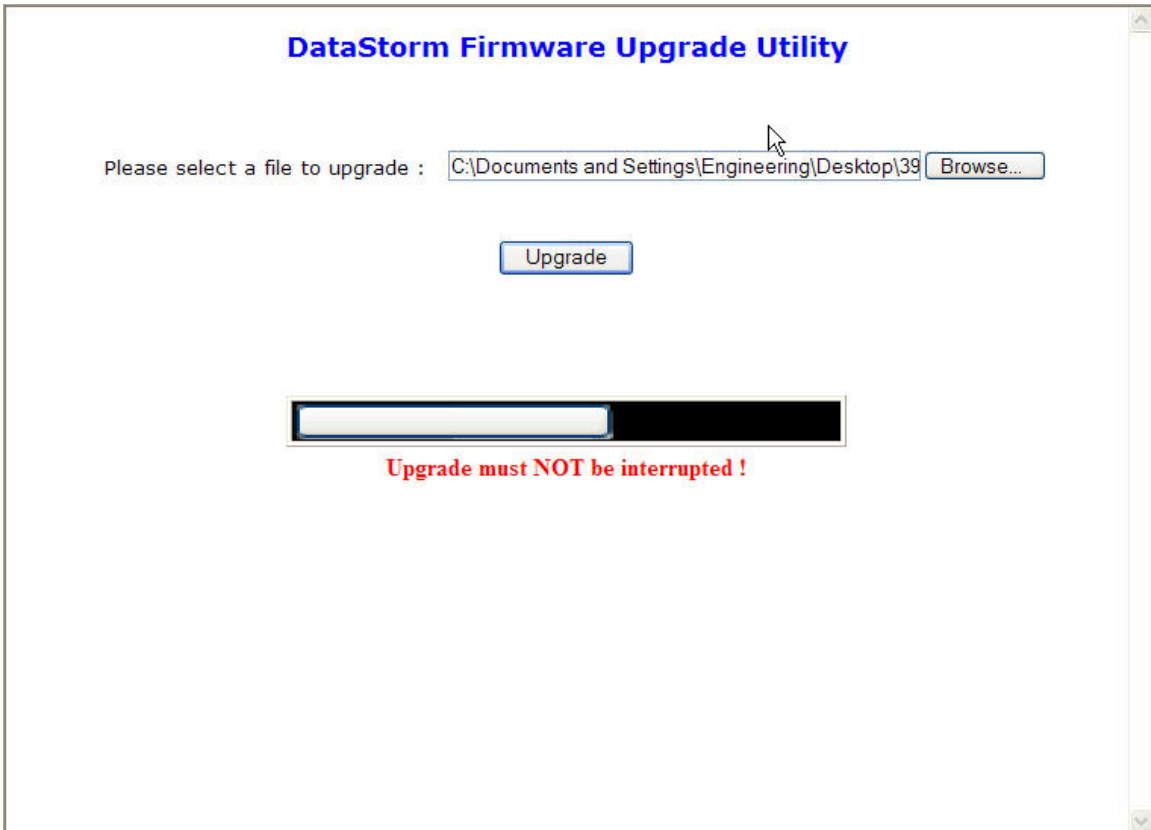 DataStorm Firmware Upgrade Utility
Please select a file to upgrade : C:\Documents and Settings\Engineering\Desktop\39 Browse...
Upgrade
Upgrade must NOT be interrupted !